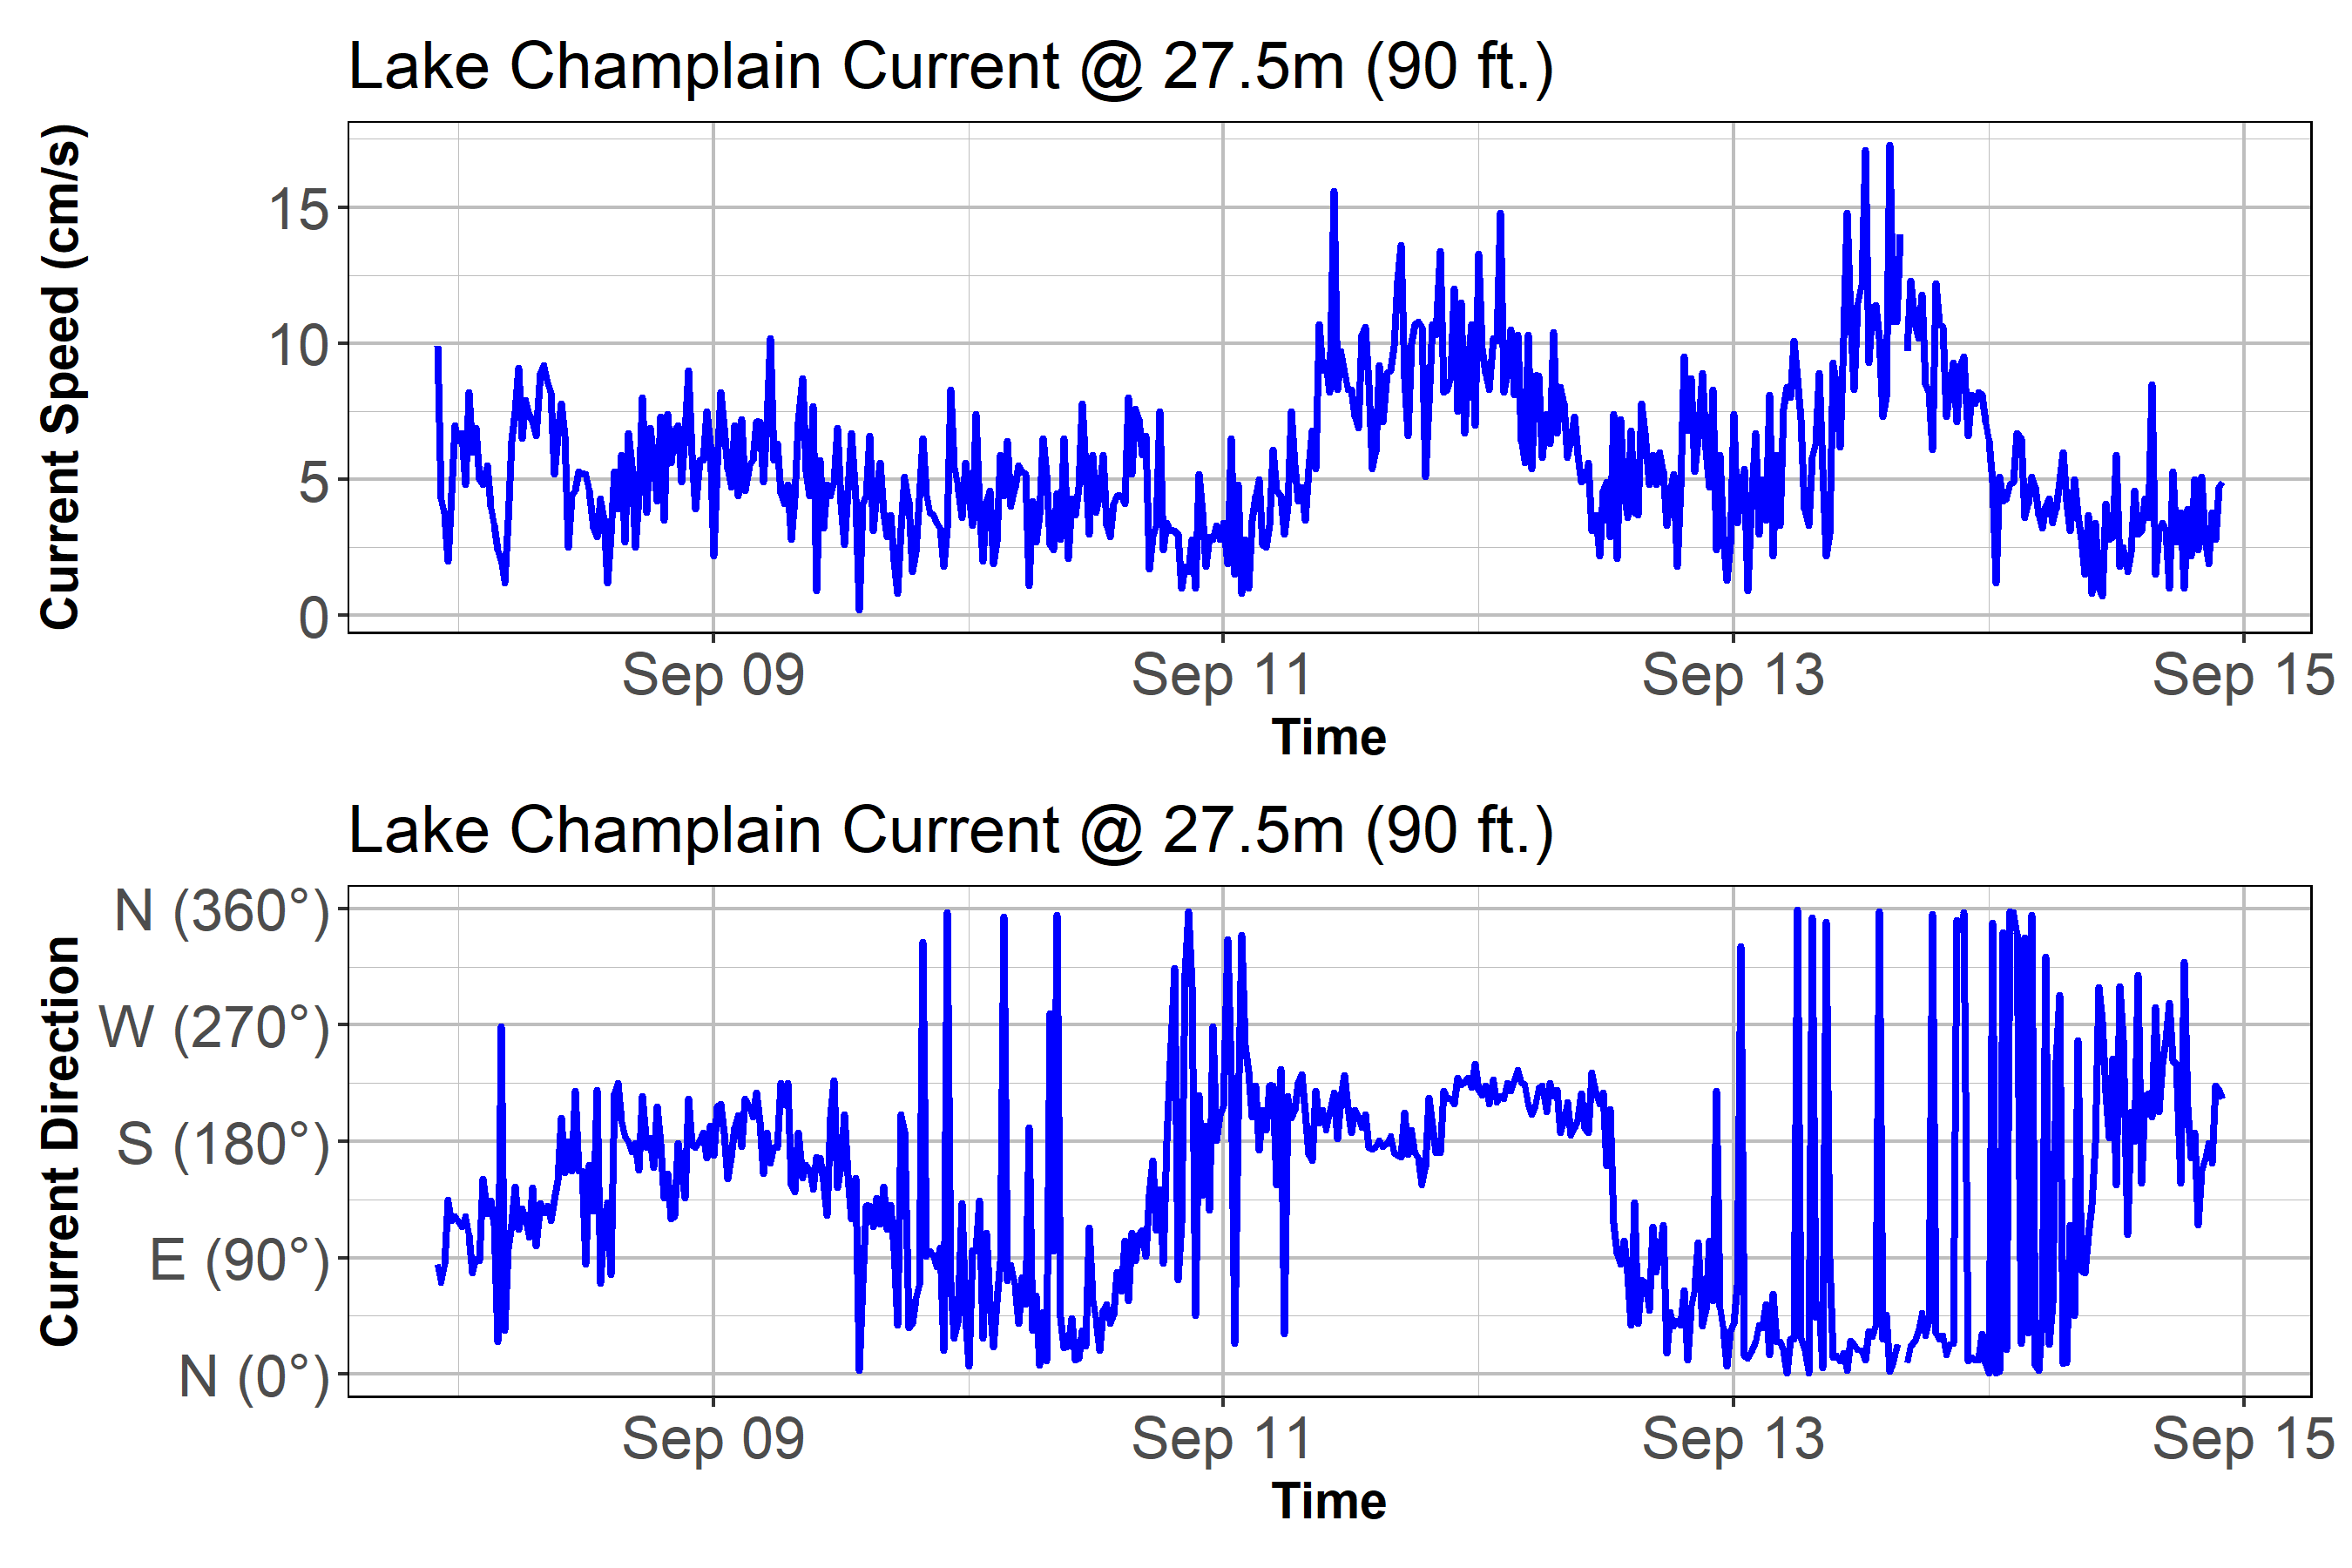 Lake Champlain Current @ 27.5m (90 ft.)
Current Speed (cm/s)
15
10
5
0
Sep 09 Sep 11 Sep 13 Sep 15
Time
Lake Champlain Current @ 27.5m (90 ft.)
Current Direction
N (360°)
W (270°)
S (180°)
E (90°)
N (0°)
Sep 09 Sep 11 Sep 13 Sep 15
Time